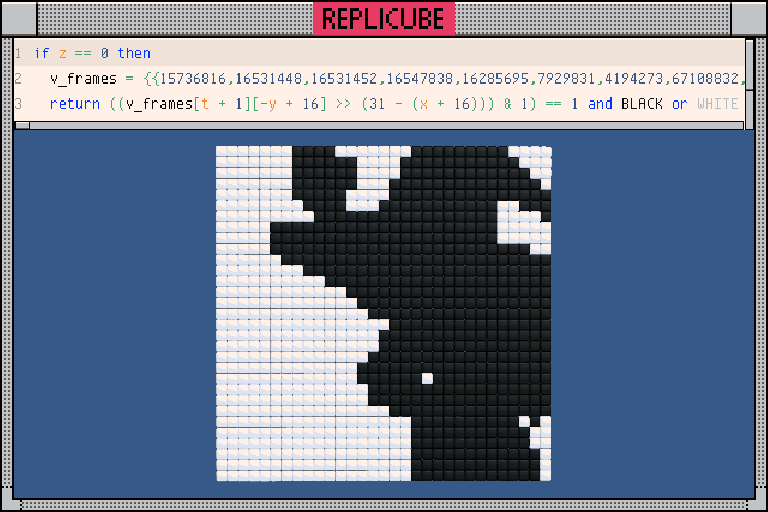 REPLICUBE
1 if z == 0 then
2 v_frames = {{15736816,16531448,16531452,16547838,16285695,7929831,4194273,67108832,
3 return ((v_frames[t + 1][-y + 16] >> (31 - (x + 16))) & 1) == 1 and BLACK or WHITE